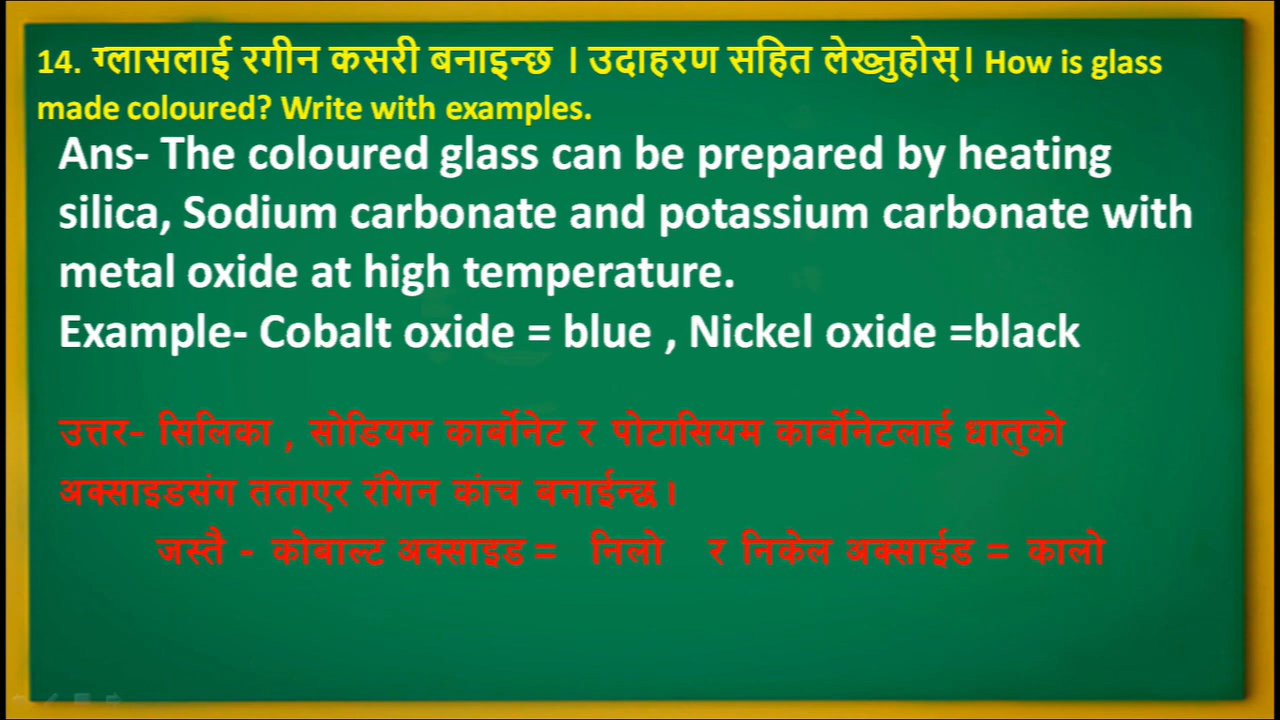 14. ग्लासलाई रगीन कसरी बनाइन्छ । उदाहरण सहित लेख्नुहोस्। How is glass
made coloured? Write with examples.
Ans- The coloured glass can be prepared by heating
silica, Sodium carbonate and potassium carbonate with
metal oxide at high temperature.
Example- Cobalt oxide = blue , Nickel oxide =black
उत्तर- सिलिका , सोडियम कार्बोनेट र पोटासियम कार्बोनेटलाई धातुको
अक्साइडसंग तताएर रंगिन कांच बनाईन्छ।
जस्तै - कोबाल्ट अक्साइड = निलो र निकेल अक्साईड = कालो